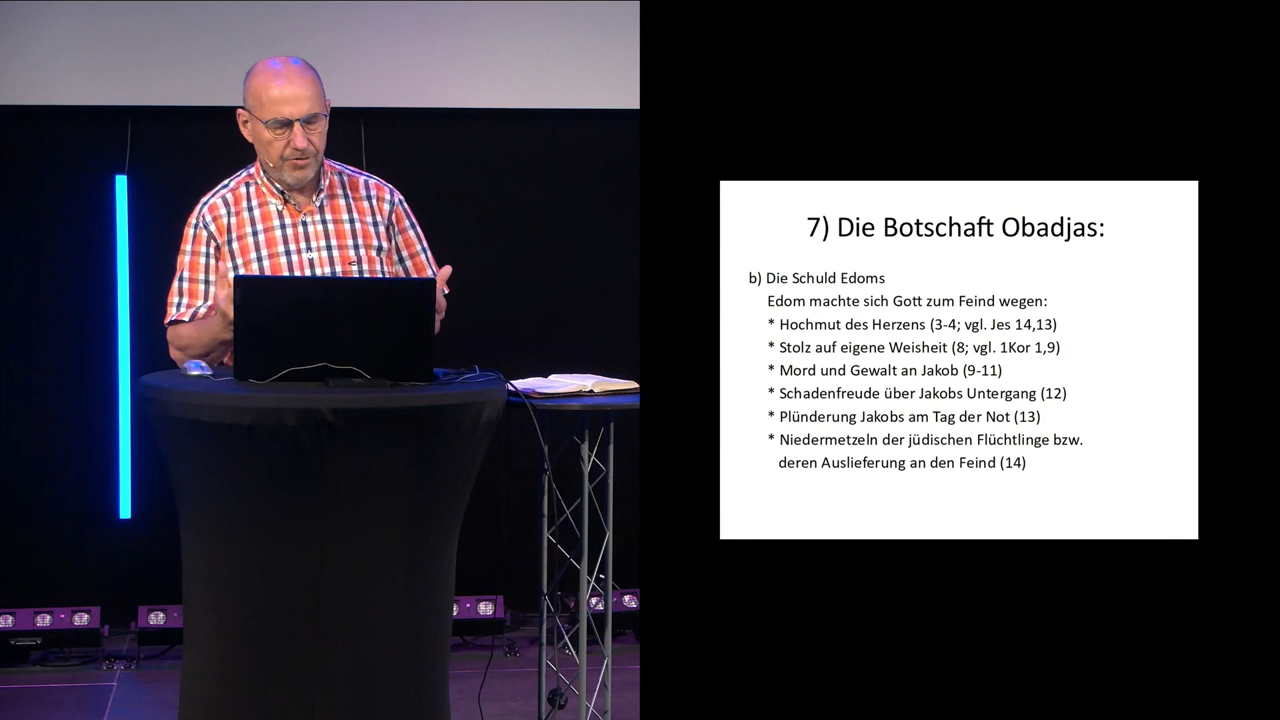 7) Die Botschaft Obadjas:
b) Die Schuld Edoms
Edom machte sich Gott zum Feind wegen:
* Hochmut des Herzens (3-4; vgl. Jes 14,13)
* Stolz auf eigene Weisheit (8; vgl. 1Kor 1,9)
* Mord und Gewalt an Jakob (9-11)
* Schadenfreude über Jakobs Untergang (12)
* Plünderung Jakobs am Tag der Not (13)
* Niedermetzeln der jüdischen Flüchtlinge bzw.
deren Auslieferung an den Feind (14)